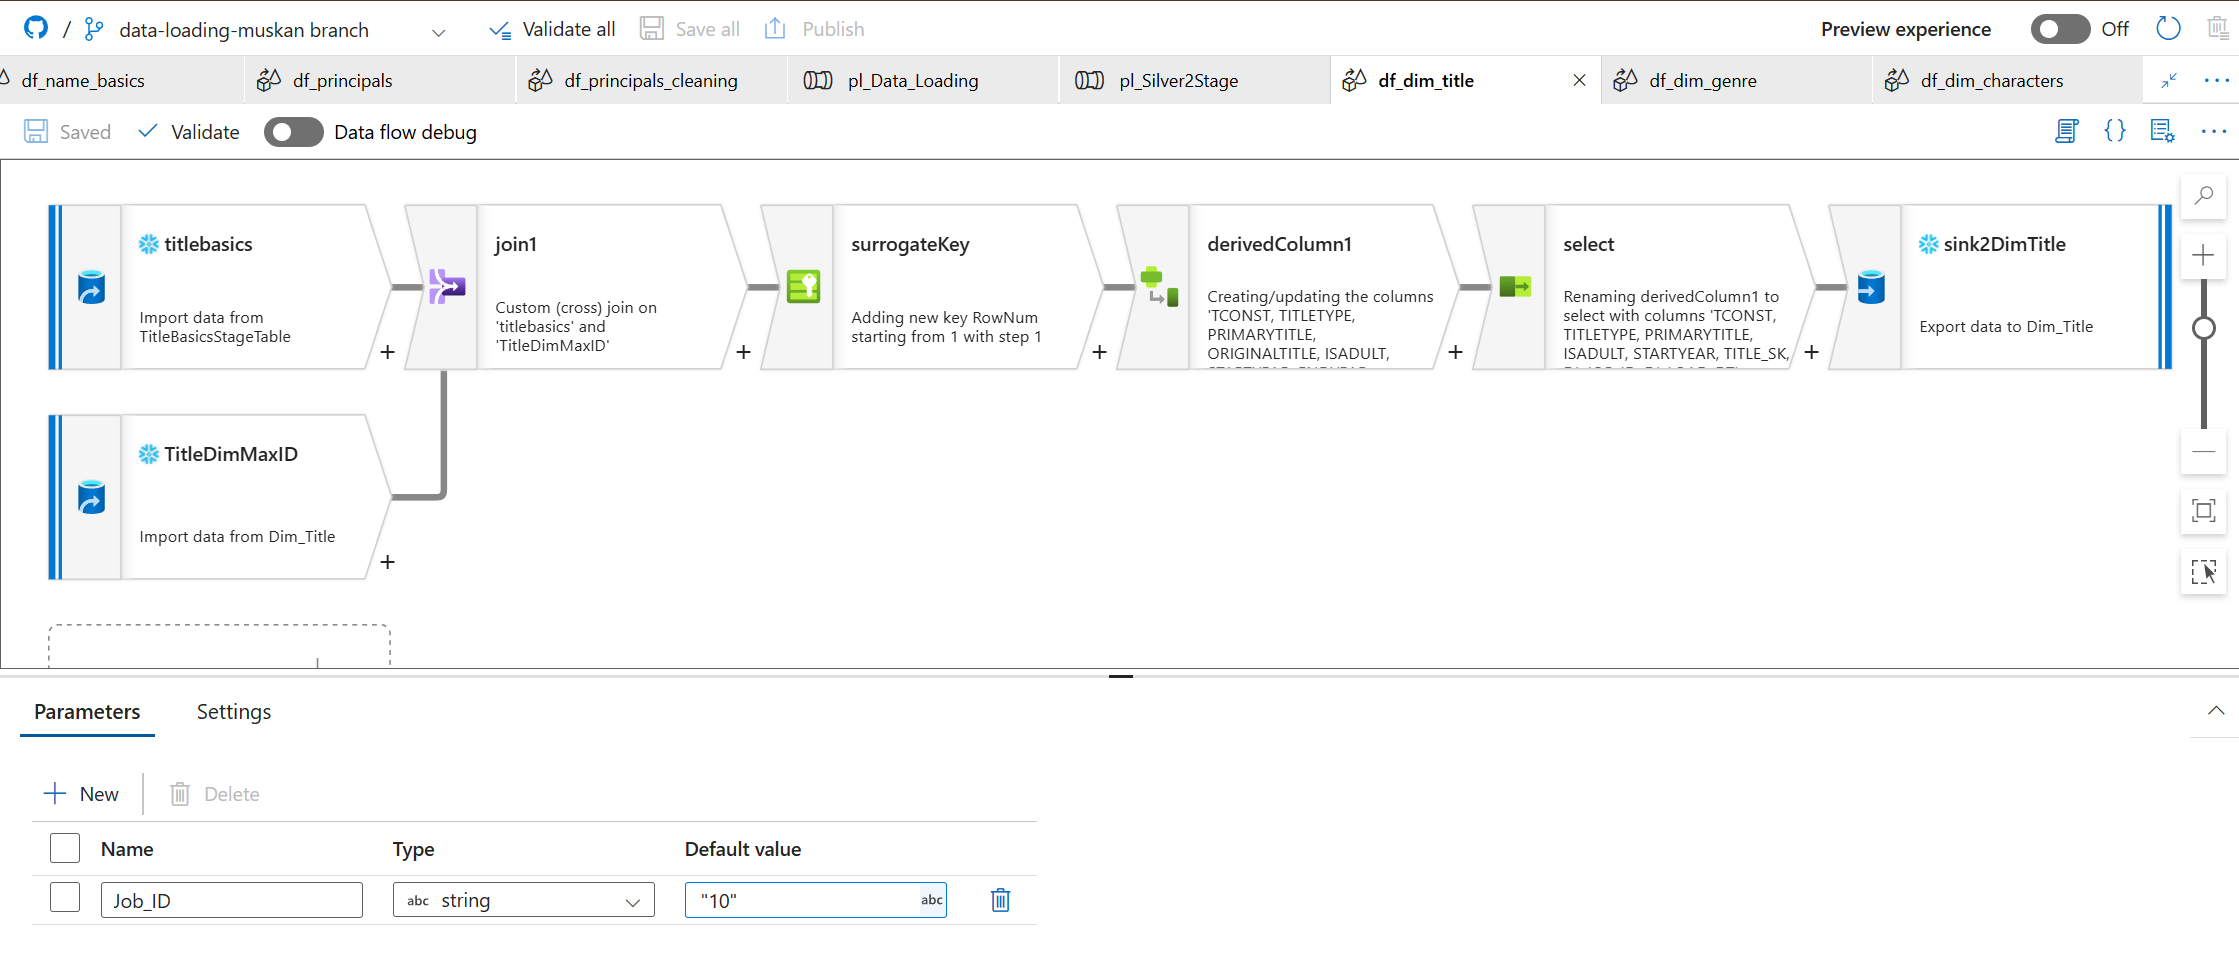 / data-loading-muskan branch Validate all Save all Publish Preview experience Off
df_name_basics df_principals df_principals_cleaning pl_Data_Loading pl_Silver2Stage df_dim_title df_dim_genre df_dim_characters
Saved Validate Data flow debug
titlebasics
Import data from
TitleBasicsStageTable
+
join1
Custom (cross) join on
'titlebasics' and
'TitleDimMaxID'
+
surrogateKey
Adding new key RowNum
starting from 1 with step 1
+
derivedColumn1
Creating/updating the columns
'TCONST, TITLETYPE,
PRIMARYTITLE,
ORIGINALTITLE, ISADULT,
+
select
Renaming derivedColumn1 to
select with columns 'TCONST,
TITLETYPE, PRIMARYTITLE,
ISADULT, STARTYEAR, TITLE_SK,
+
sink2DimTitle
Export data to Dim_Title
TitleDimMaxID
Import data from Dim_Title
+
Parameters Settings
New Delete
Name Type Default value
Job_ID abc string "10" abc